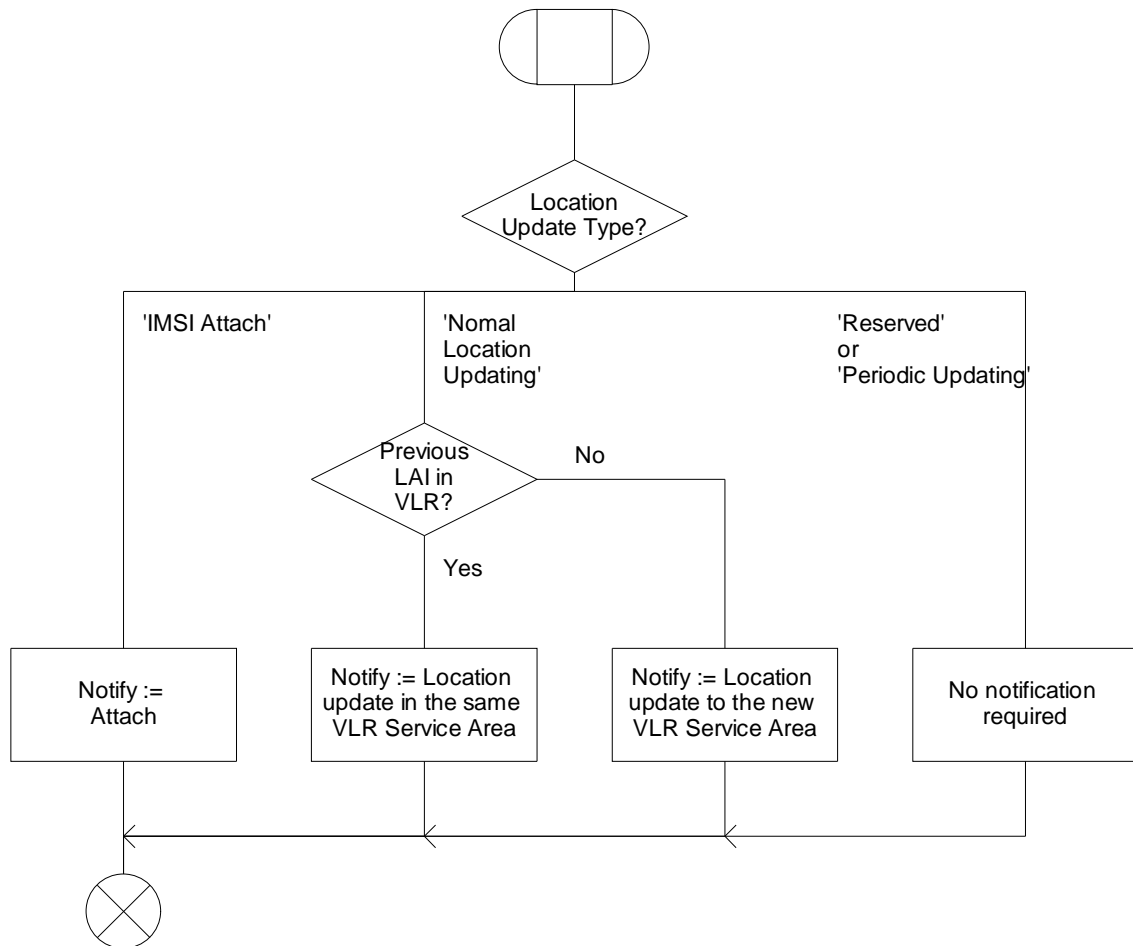 Location
Update Type?
'IMSI Attach'
'Nomal
Location
Updating'
'Reserved'
or
'Periodic Updating'
Previous
LAI in
VLR?
No
Yes
Notify :=
Attach
Notify := Location
update in the same
VLR Service Area
Notify := Location
update to the new
VLR Service Area
No notification
required